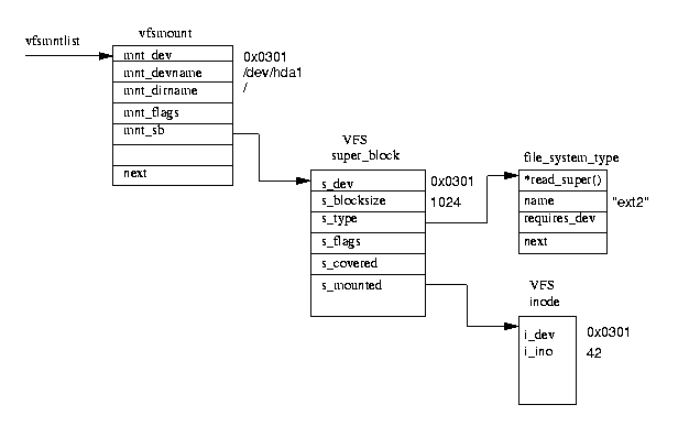 vfsmntlist
vfsmount
mnt_dev 0x0301
mnt_devname /dev/hda1
mnt_dirname /
mnt_flags
mnt_sb
next
VFS
super_block
s_dev 0x0301
s_blocksize 1024
s_type
s_flags
s_covered
s_mounted
file_system_type
*read_super()
name "ext2"
requires_dev
next
VFS
inode
i_dev 0x0301
i_ino 42